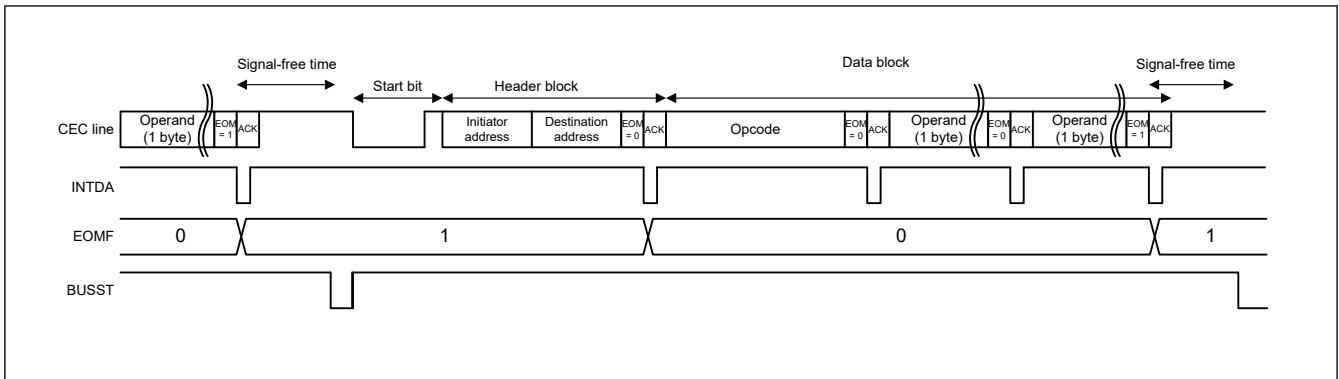 Signal-free time
Start bit
Header block
Data block
Signal-free time
CEC line
Operand
(1 byte)
EOM
= 1
ACK
Initiator
address
Destination
address
EOM
= 0
ACK
Opcode
EOM
= 0
ACK
Operand
(1 byte)
EOM
= 0
ACK
Operand
(1 byte)
EOM
= 1
ACK
INTDA
EOMF
0
1
0
1
BUSST